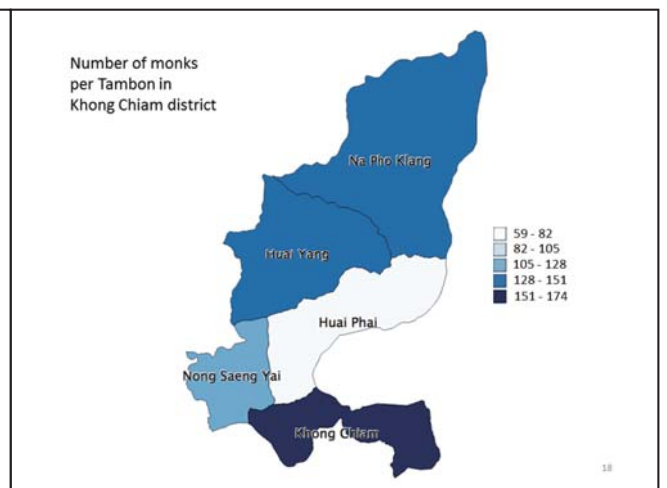 Number of monks
per Tambon in
Khong Chiam district
Na Pho Klang
Huai Yang
59 - 82
82 - 105
105 - 128
128 - 151
151 - 174
Huai Phai
Nong Saeng Yai
Khong Chiam
18